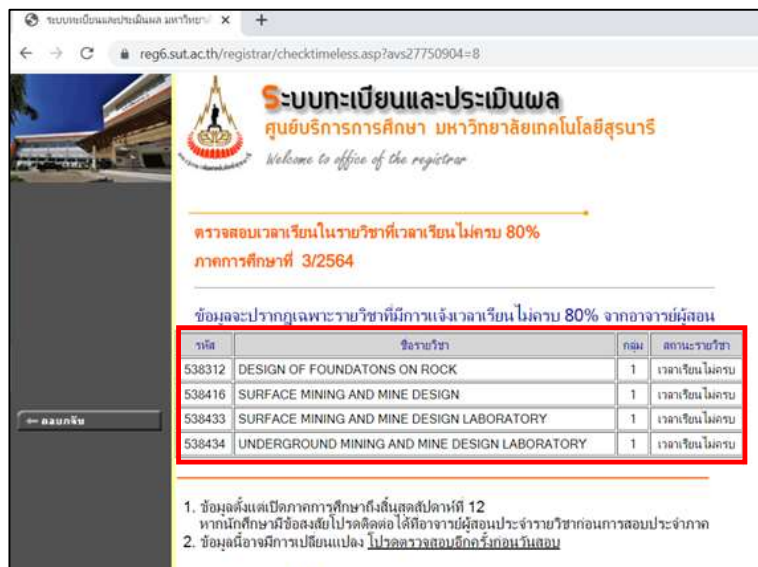 ระบบทะเบียนและประเมินผล มหาวิทยา
reg6.sut.ac.th/registrar/checktimeless.asp?avs27750904=8
ระบบทะเบียนและประเมินผล
ศูนย์บริการการศึกษา มหาวิทยาลัยเทคโนโลยีสุรนารี
Welcome to office of the registrar
ตรวจสอบเวลาเรียนในรายวิชาที่เวลาเรียนไม่ครบ 80%
ภาคการศึกษาที่ 3/2564
ข้อมูลจะปรากฏเฉพาะรายวิชาที่มีการแจ้งเวลาเรียนไม่ครบ 80% จากอาจารย์ผู้สอน
รหัส ชื่อรายวิชา กลุ่ม สถานะรายวิชา
538312 DESIGN OF FOUNDATONS ON ROCK 1 เวลาเรียนไม่ครบ
538416 SURFACE MINING AND MINE DESIGN 1 เวลาเรียนไม่ครบ
538433 SURFACE MINING AND MINE DESIGN LABORATORY 1 เวลาเรียนไม่ครบ
538434 UNDERGROUND MINING AND MINE DESIGN LABORATORY 1 เวลาเรียนไม่ครบ
ถอยกลับ
1. ข้อมูลตั้งแต่เปิดภาคการศึกษาถึงสิ้นสุดสัปดาห์ที่ 12
หากนักศึกษามีข้อสงสัยโปรดติดต่อได้ที่อาจารย์ผู้สอนประจำรายวิชาก่อนการสอบประจำภาค
2. ข้อมูลนี้อาจมีการเปลี่ยนแปลง โปรดตรวจสอบอีกครั้งก่อนวันสอบ